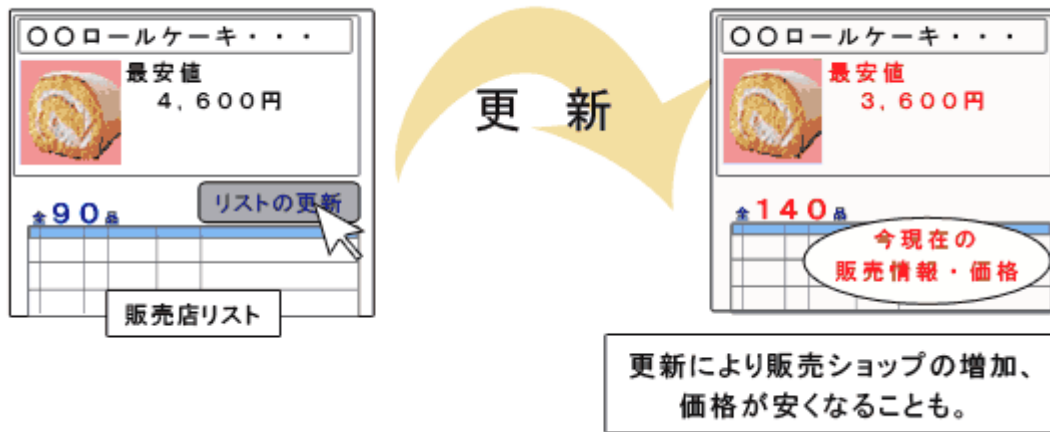 〇〇ロールケーキ・・・
最安値
4,600円
全90品
リストの更新
販売店リスト
更 新
〇〇ロールケーキ・・・
最安値
3,600円
全140品
今現在の
販売情報・価格
更新により販売ショップの増加、
価格が安くなることも。